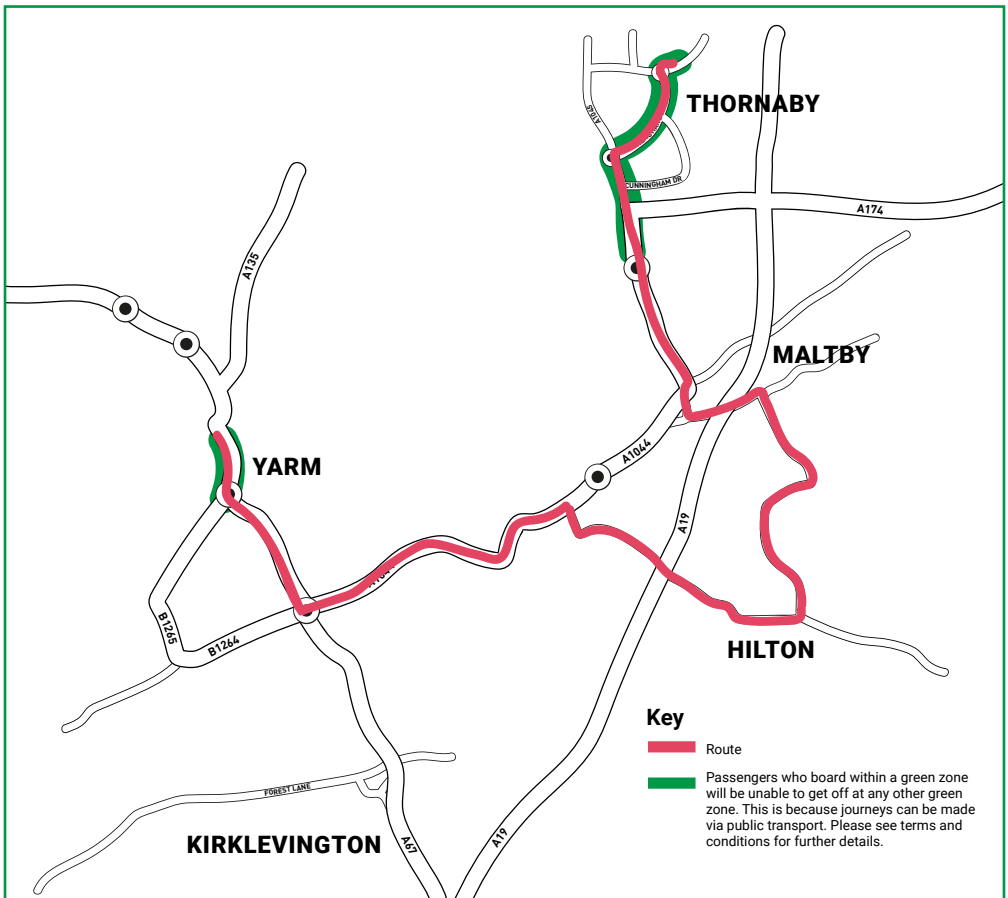 THORNABY
A1045
CUNNINGHAM DR
A174
A135
MALTBY
YARM
A1044
A19
B1265
B1264
HILTON
Key
Route
Passengers who board within a green zone
will be unable to get off at any other green
zone. This is because journeys can be made
via public transport. Please see terms and
conditions for further details.
FOREST LANE
KIRKLEVINGTON
A67
A19